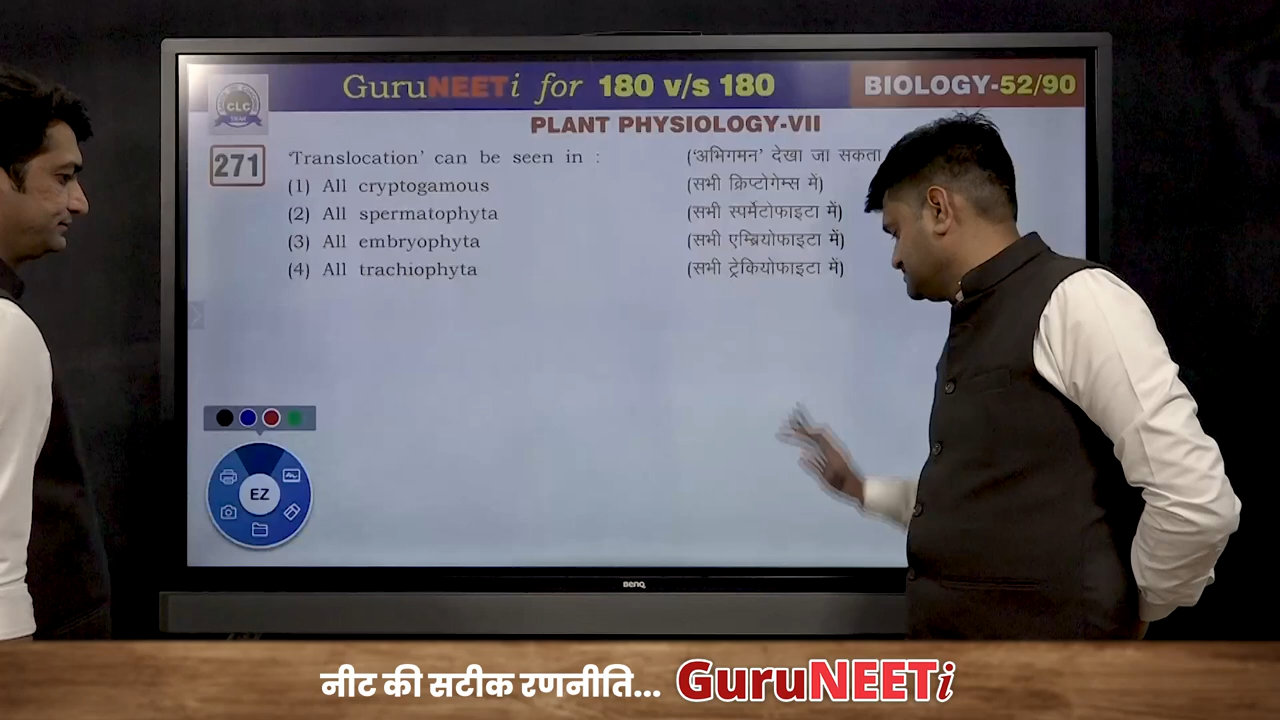 GuruNEETi for 180 v/s 180
BIOLOGY-52/90
CLC
PLANT PHYSIOLOGY-VII
271
'Translocation' can be seen in : ('अभिगमन' देखा जा सकता
(1) All cryptogamous (सभी क्रिप्टोगेम्स में)
(2) All spermatophyta (सभी स्पर्मेटोफाइटा में)
(3) All embryophyta (सभी एम्ब्रियोफाइटा में)
(4) All trachiophyta (सभी ट्रेकियोफाइटा में)
EZ
BenQ
नीट की सटीक रणनीति... GuruNEETi